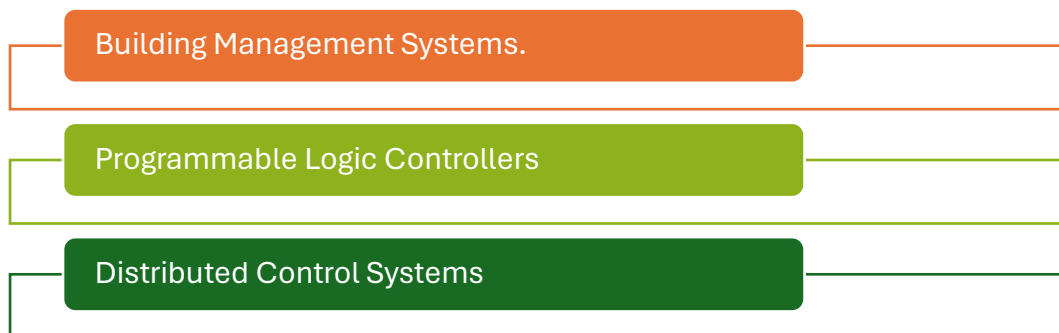 Building Management Systems.
Programmable Logic Controllers
Distributed Control Systems